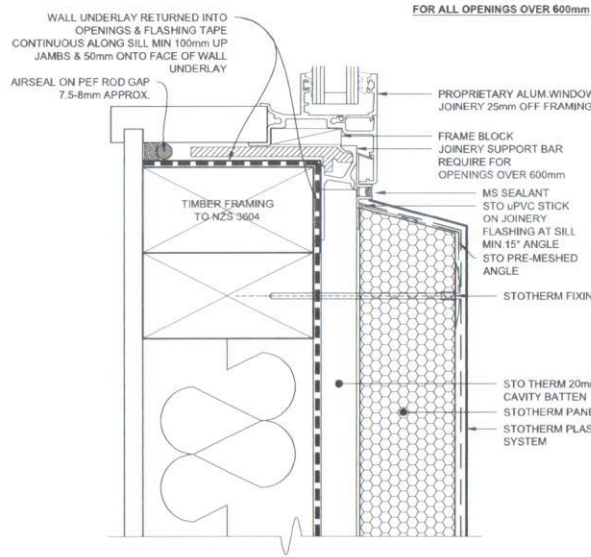 FOR ALL OPENINGS OVER 600mm
WALL UNDERLAY RETURNED INTO
OPENINGS & FLASHING TAPE
CONTINUOUS ALONG SILL MIN 100mm UP
JAMBS & 50mm ONTO FACE OF WALL
UNDERLAY
AIRSEAL ON PEF ROD GAP
7.5-8mm APPROX.
TIMBER FRAMING
TO NZS 3604
PROPRIETARY ALUM.WINDOW
JOINERY 25mm OFF FRAMING
FRAME BLOCK
JOINERY SUPPORT BAR
REQUIRE FOR
OPENINGS OVER 600mm
MS SEALANT
STO uPVC STICK
ON JOINERY
FLASHING AT SILL
MIN.15° ANGLE
STO PRE-MESHED
ANGLE
STOTHERM FIXIN
STO THERM 20mm
CAVITY BATTEN
STOTHERM PANE
STOTHERM PLAS
SYSTEM